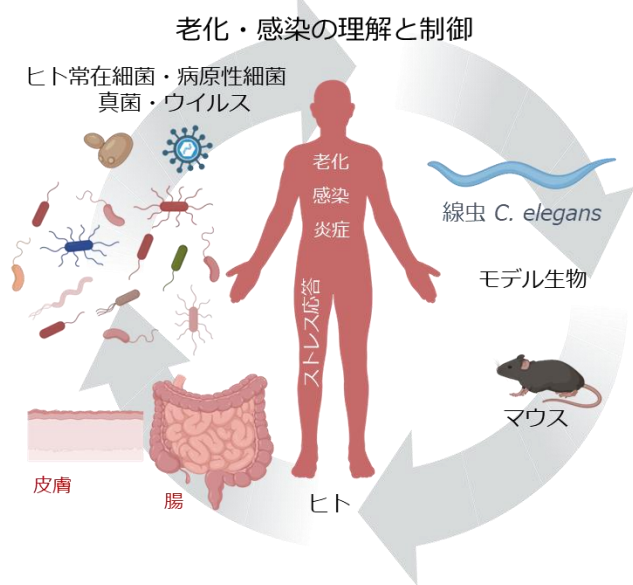 老化・感染の理解と制御
ヒト常在細菌・病原性細菌
真菌・ウイルス
老化
感染
炎症
ストレス応答
線虫 C. elegans
モデル生物
マウス
皮膚
腸
ヒト